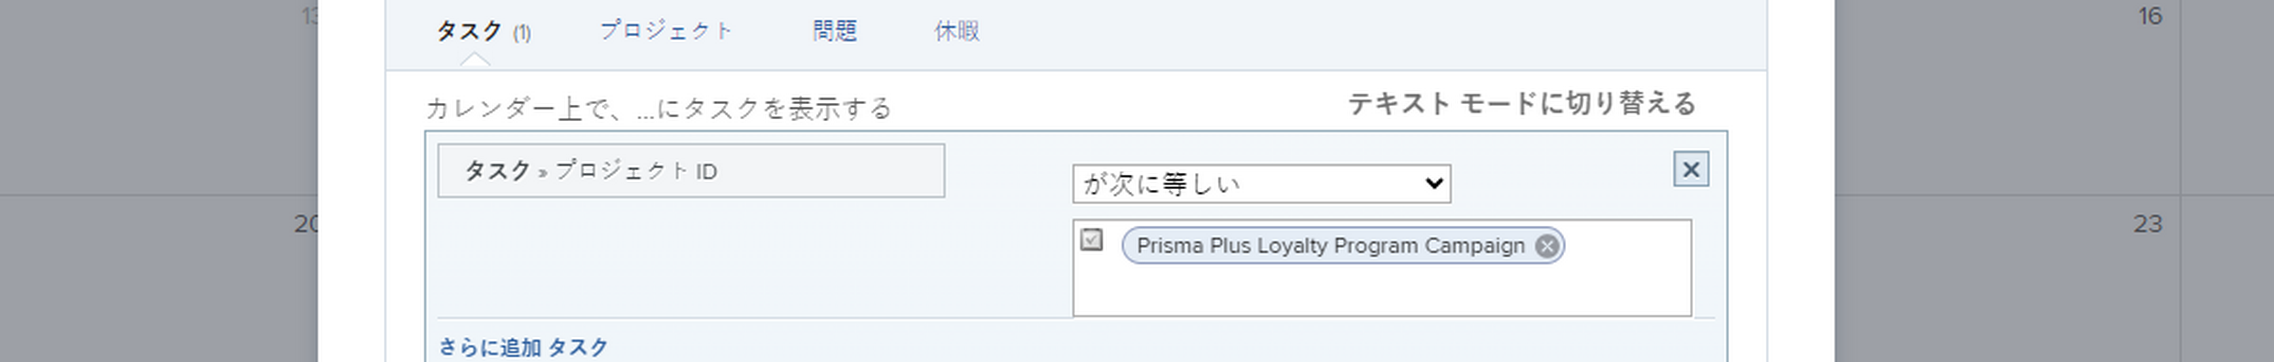 13
16
タスク (1) プロジェクト 問題 休暇
カレンダー上で、...にタスクを表示する
テキスト モードに切り替える
タスク » プロジェクト ID
が次に等しい
20
23
Prisma Plus Loyalty Program Campaign
さらに追加 タスク